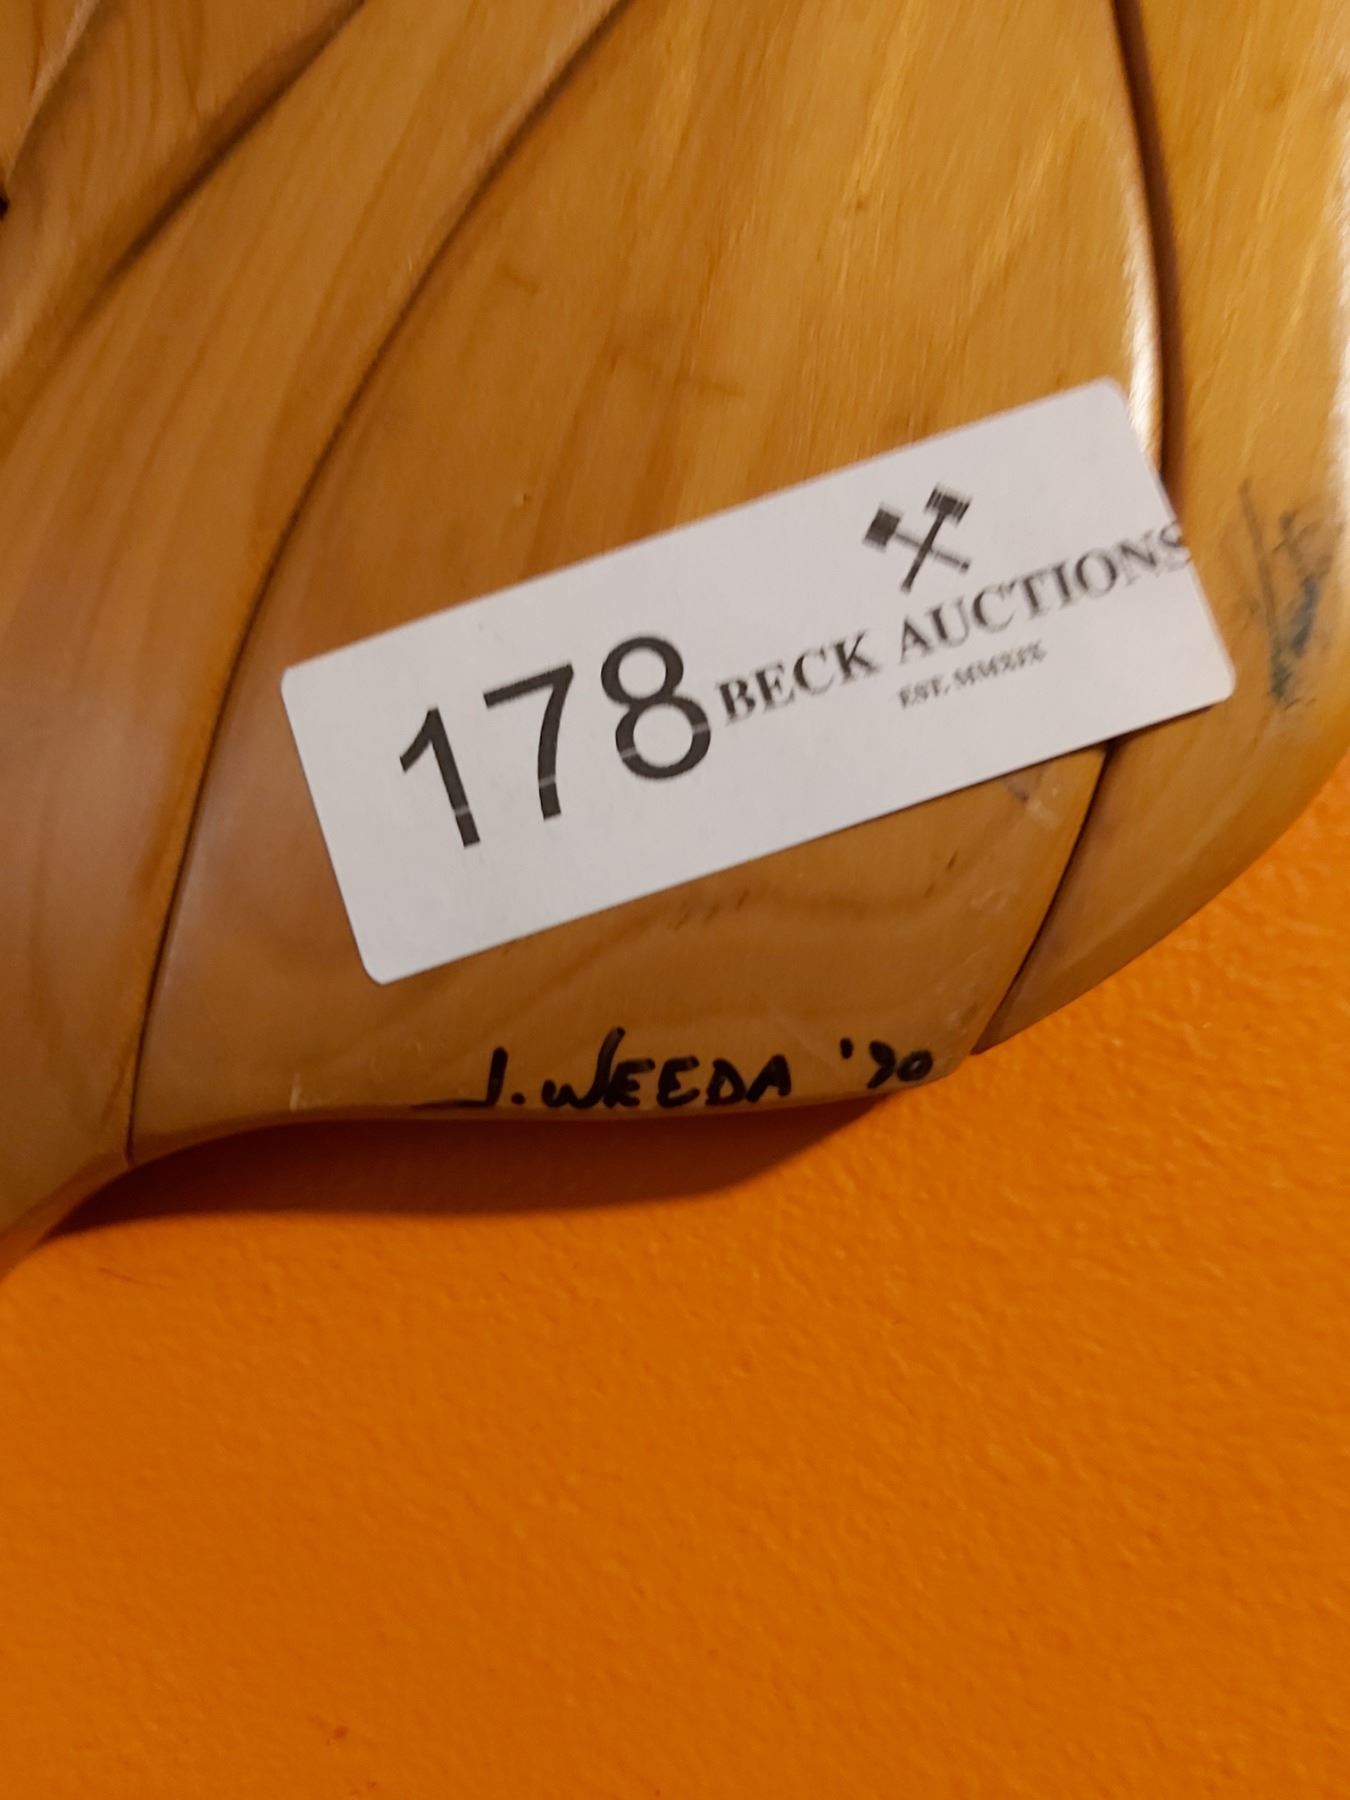 178
BECK AUCTIONS
EST. MMXIX
J. WEEDA '90